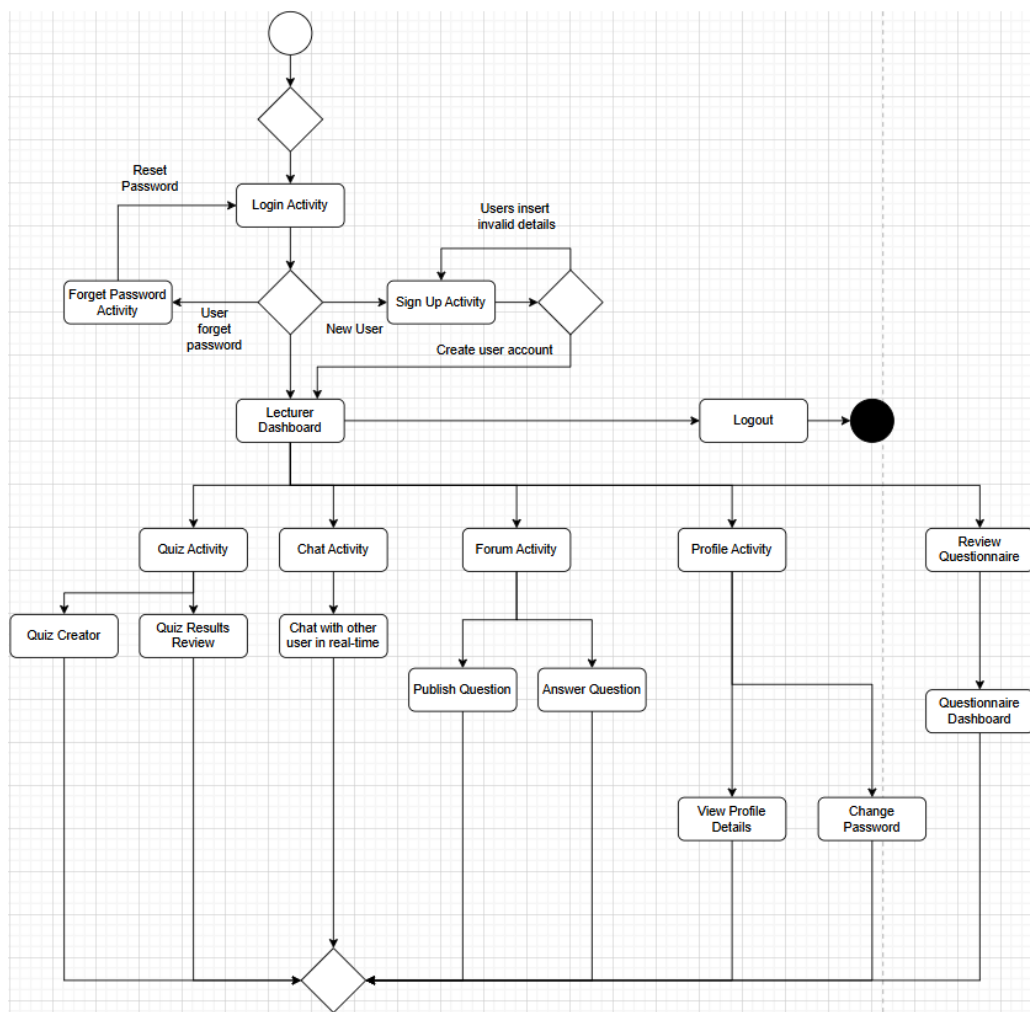 Reset
Password
Login Activity
Users insert
invalid details
Forget Password
Activity
User
forget
password
New User
Sign Up Activity
Create user account
Lecturer
Dashboard
Logout
Quiz Activity
Chat Activity
Forum Activity
Profile Activity
Review
Questionnaire
Quiz Creator
Quiz Results
Review
Chat with other
user in real-time
Publish Question
Answer Question
Questionnaire
Dashboard
View Profile
Details
Change
Password